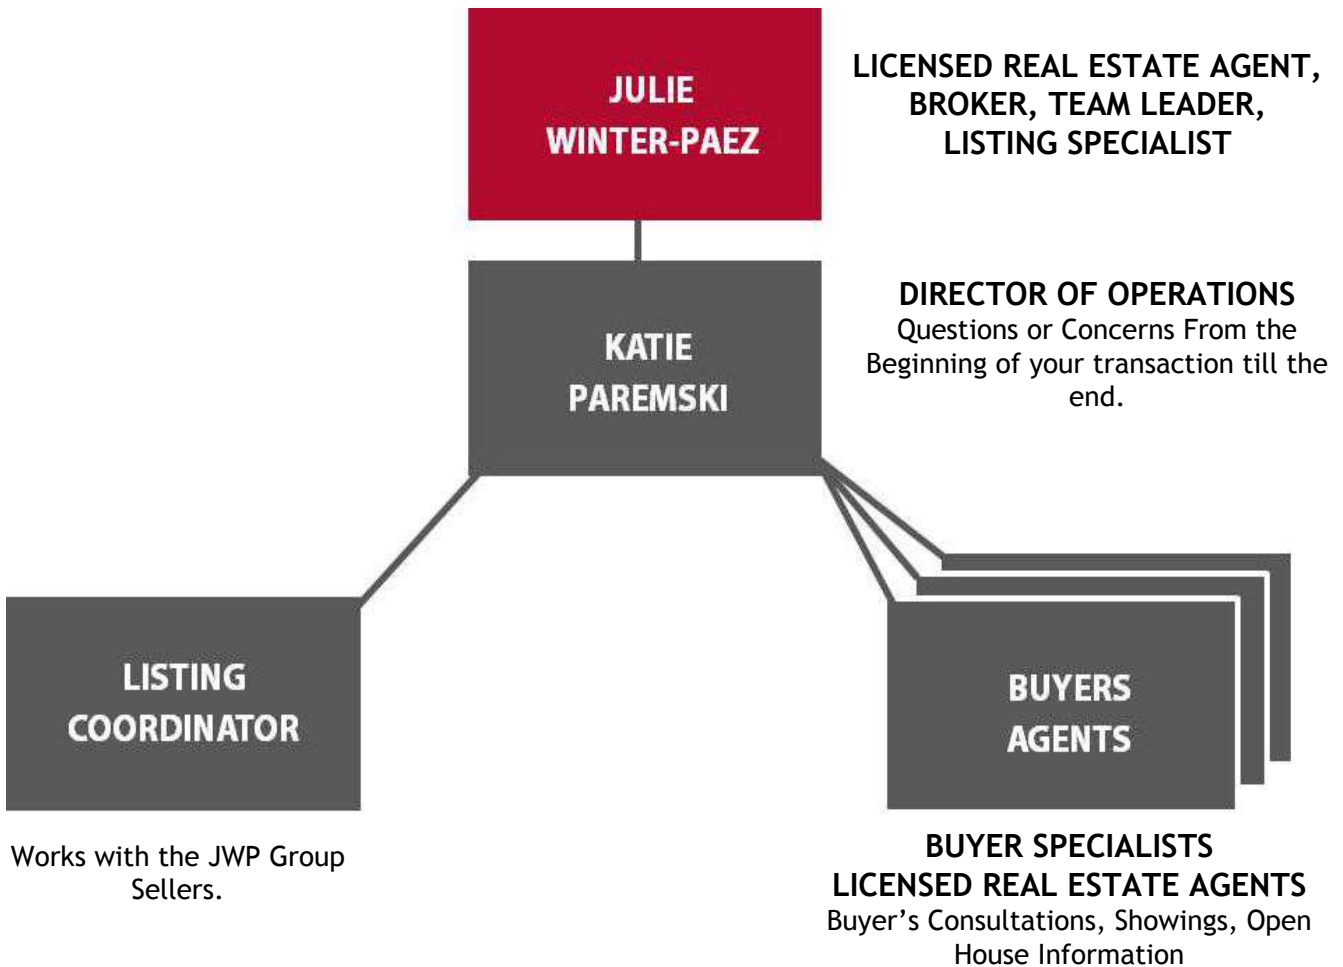 JULIE
WINTER-PAEZ
LICENSED REAL ESTATE AGENT,
BROKER, TEAM LEADER,
LISTING SPECIALIST
KATIE
PAREMSKI
DIRECTOR OF OPERATIONS
Questions or Concerns From the
Beginning of your transaction till the
end.
LISTING
COORDINATOR
Works with the JWP Group
Sellers.
BUYERS
AGENTS
BUYER SPECIALISTS
LICENSED REAL ESTATE AGENTS
Buyer’s Consultations, Showings, Open
House Information